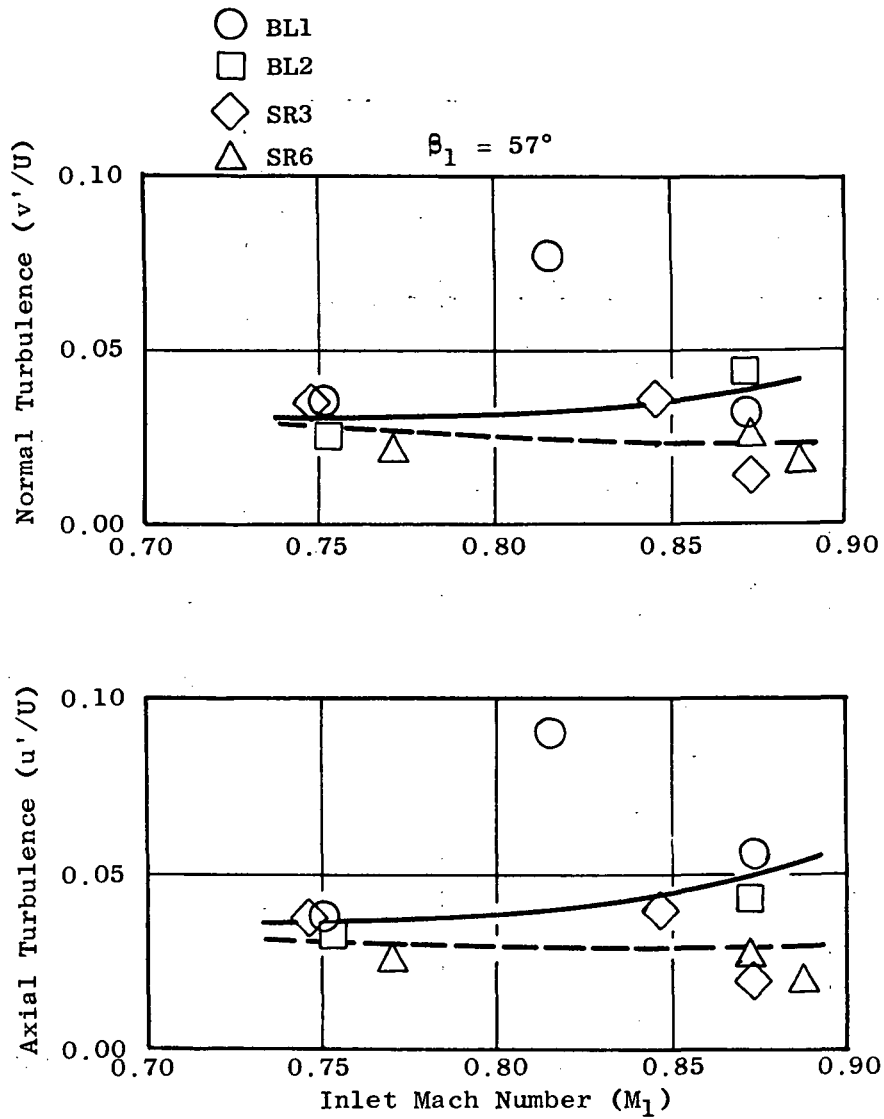 BL1
BL2
SR3
SR6
β1 = 57°
Normal Turbulence (v'/U)
0.10
0.05
0.00
0.70 0.75 0.80 0.85 0.90
Axial Turbulence (u'/U)
0.10
0.05
0.00
0.70 0.75 0.80 0.85 0.90
Inlet Mach Number (M1)